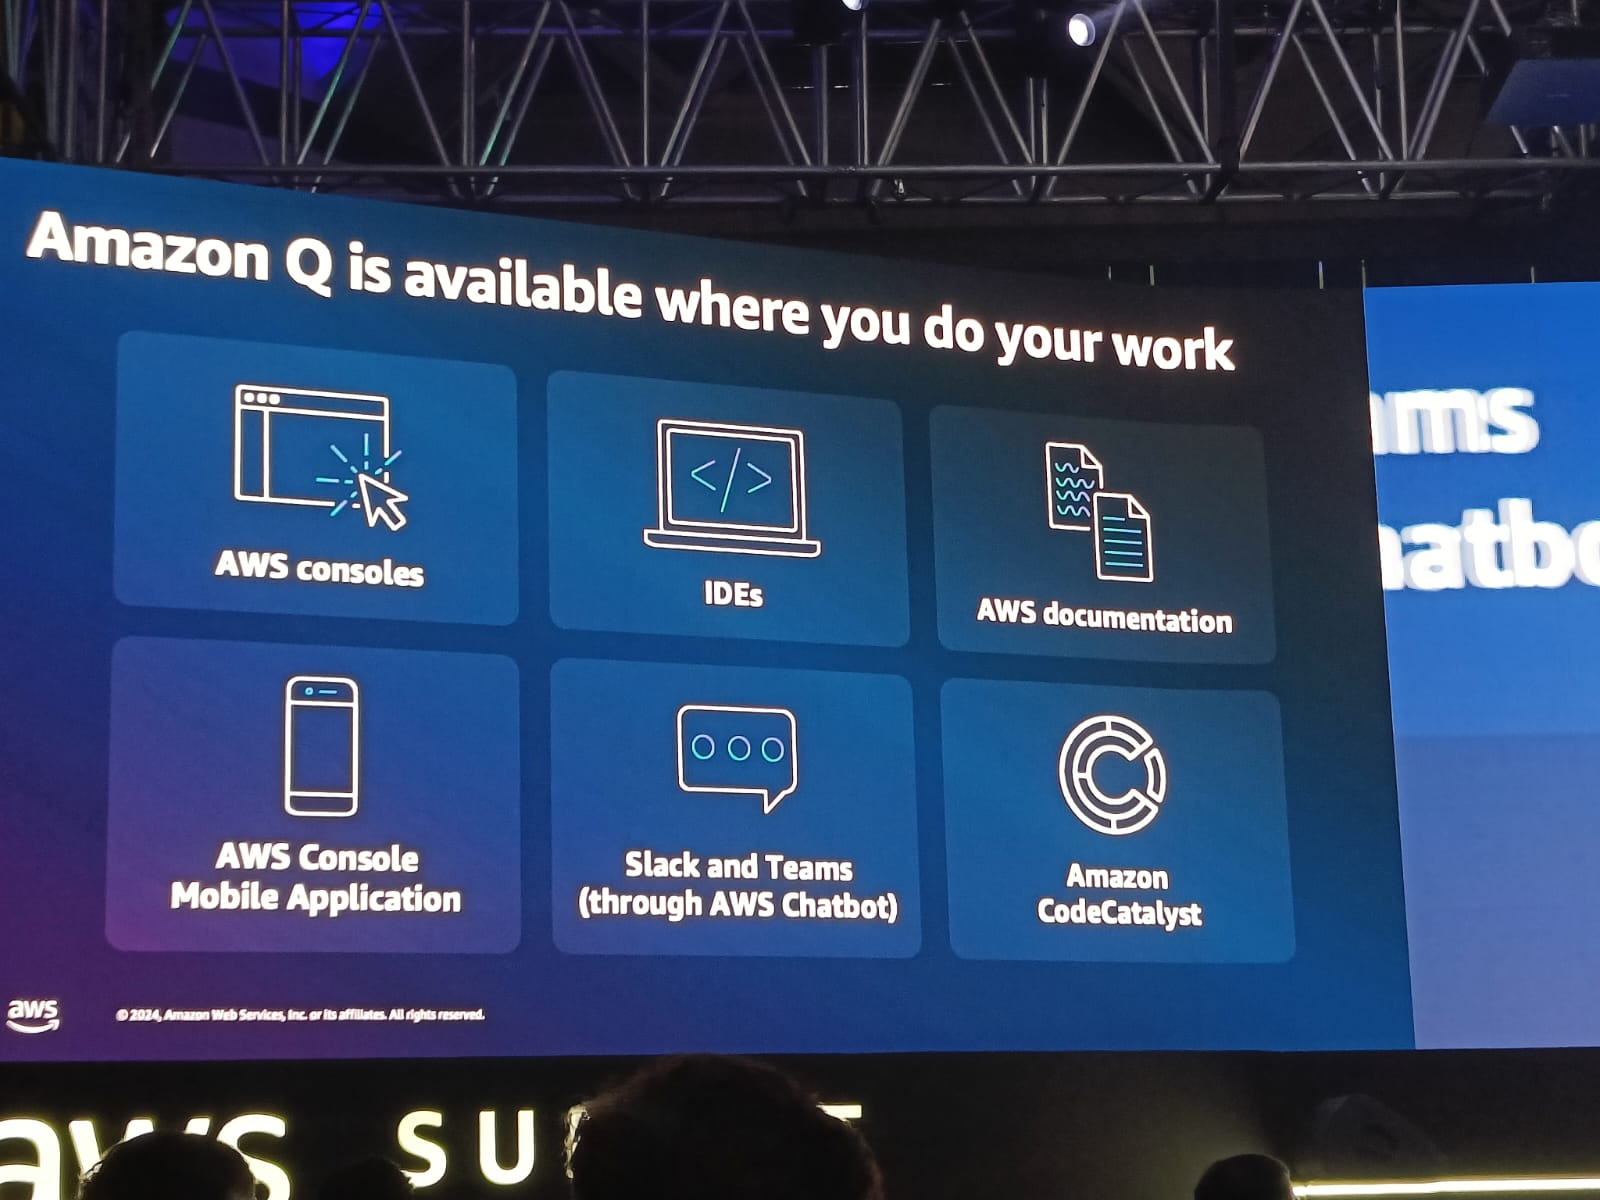 Amazon Q is available where you do your work
AWS consoles
IDEs
</>
AWS documentation
AWS Console
Mobile Application
Slack and Teams
(through AWS Chatbot)
Amazon
CodeCatalyst
aws
© 2024, Amazon Web Services, Inc. or its affiliates. All rights reserved.
ams
hatbo
aws SU